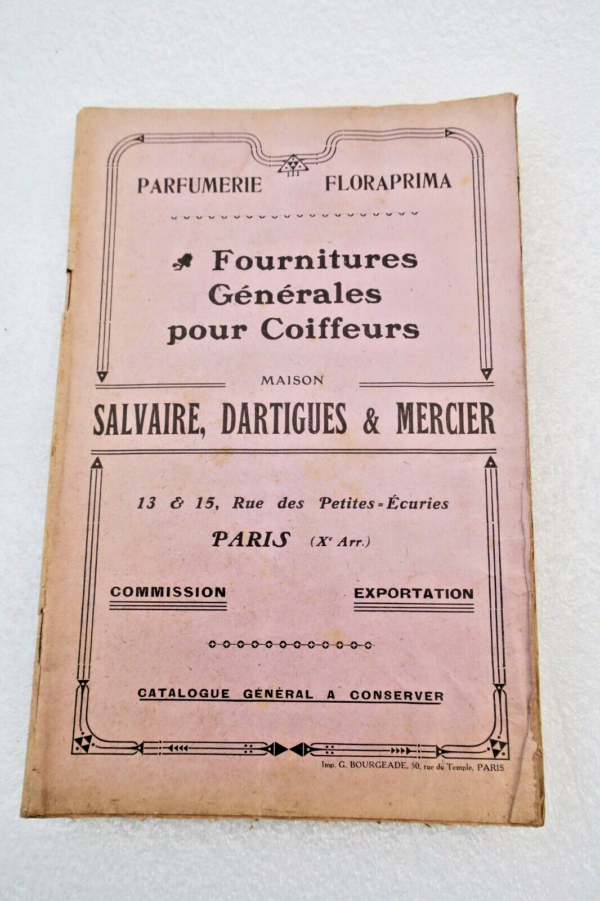 PARFUMERIE FLORAPRIMA
Fournitures
Générales
pour Coiffeurs
MAISON
SALVAIRE, DARTIGUES & MERCIER
13 & 15, Rue des Petites-Écuries
PARIS (Xe Arr.)
COMMISSION EXPORTATION
CATALOGUE GÉNÉRAL A CONSERVER
Imp. G. BOURGEADE, 50, rue du Temple, PARIS